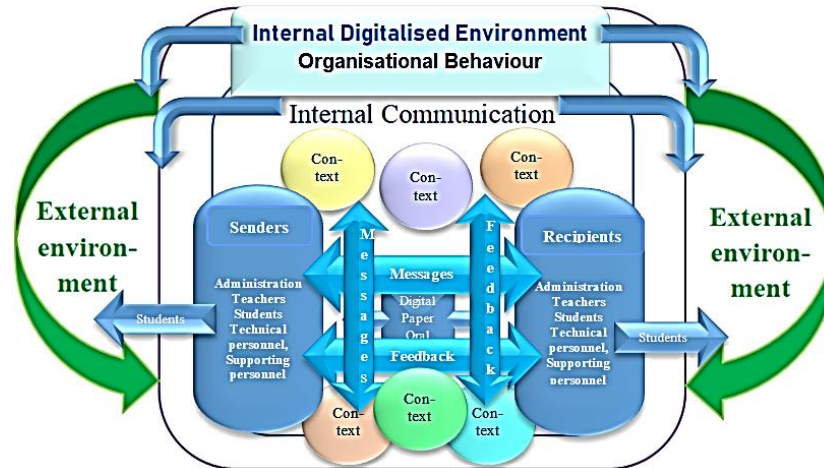 Internal Digitalised Environment
Organisational Behaviour
Internal Communication
Con-
text
Con-
text
Con-
text
External
environ-
ment
Senders
Administration
Teachers
Students
Technical
personnel,
Supporting
personnel
Students
Messages
Feedback
Messages
Digital
Paper
Oral
Feedback
Recipients
Administration
Teachers
Students
Technical
personnel,
Supporting
personnel
Students
External
environ-
ment
Con-
text
Con-
text
Con-
text